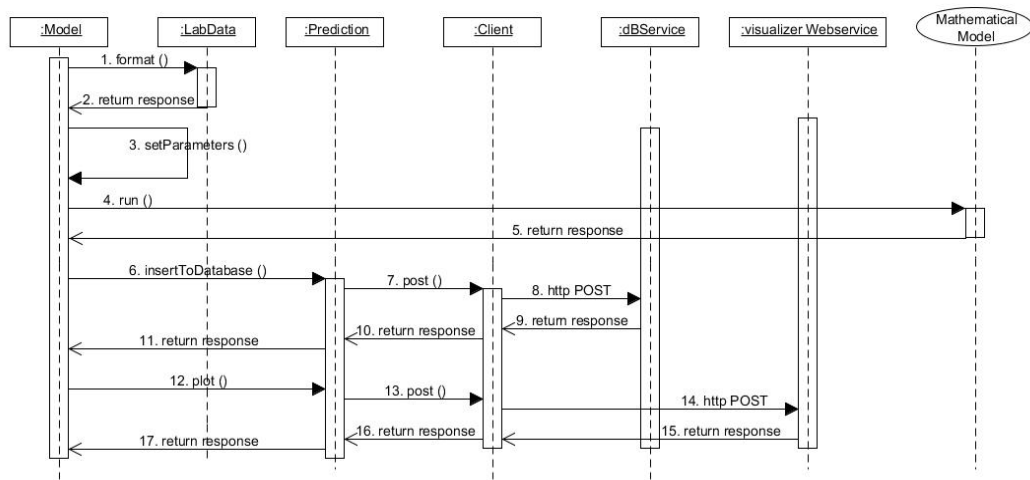 :Model
:LabData
:Prediction
:Client
:dBService
:visualizer Webservice
Mathematical
Model
1. format ()
2. return response
3. setParameters ()
4. run ()
5. return response
6. insertToDatabase ()
7. post ()
8. http POST
9. return response
10. return response
11. return response
12. plot ()
13. post ()
14. http POST
15. return response
16. return response
17. return response